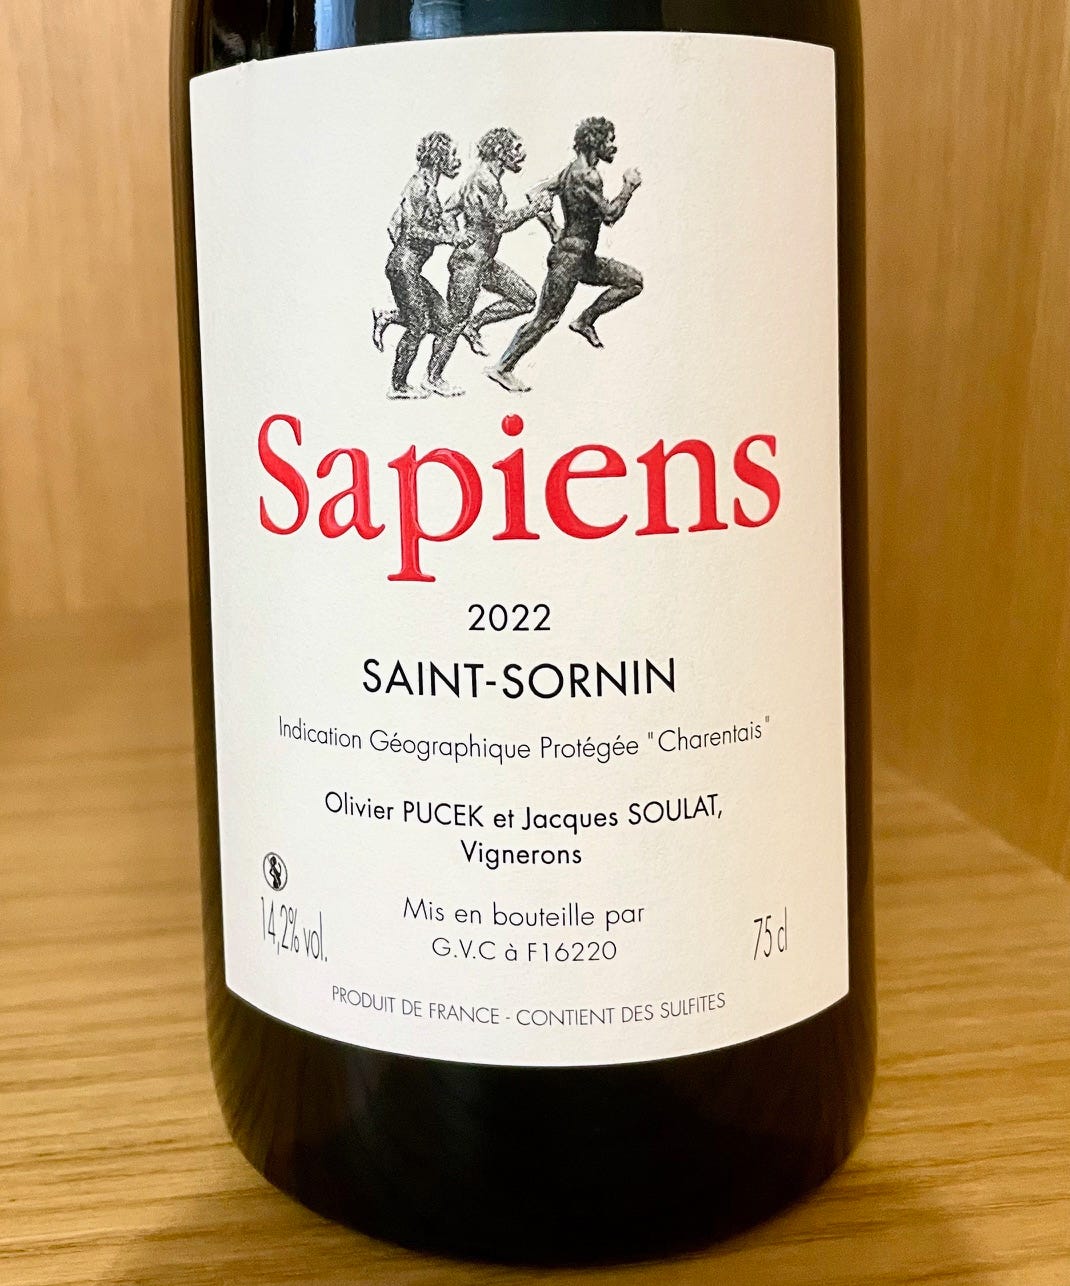 Sapiens
2022
SAINT-SORNIN
Indication Géographique Protégée "Charentais"
Olivier PUCEK et Jacques SOULAT,
Vignerons
Mis en bouteille par
G.V.C à F16220
14,2% vol.
75 cl
PRODUIT DE FRANCE - CONTIENT DES SULFITES